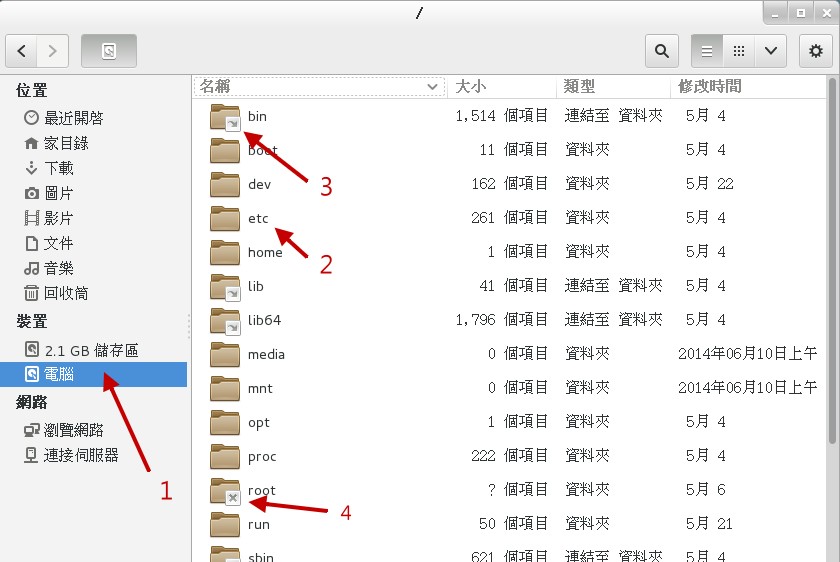 /
名稱 大小 類型 修改時間
位置
最近開啓
家目錄
下載
圖片
影片
文件
音樂
回收筒
裝置
2.1 GB 儲存區
電腦
網路
瀏覽網路
連接伺服器
bin 1,514 個項目 連結至 資料夾 5月 4
boot 11 個項目 資料夾 5月 4
dev 162 個項目 資料夾 5月 22
etc 261 個項目 資料夾 5月 4
home 1 個項目 資料夾 5月 4
lib 41 個項目 連結至 資料夾 5月 4
lib64 1,796 個項目 連結至 資料夾 5月 4
media 0 個項目 資料夾 2014年06月10日上午
mnt 0 個項目 資料夾 2014年06月10日上午
opt 1 個項目 資料夾 5月 4
proc 222 個項目 資料夾 5月 4
root ? 個項目 資料夾 5月 6
run 50 個項目 資料夾 5月 21
sbin 621 個項目 連結至 資料夾 5月 4
3
2
1
4